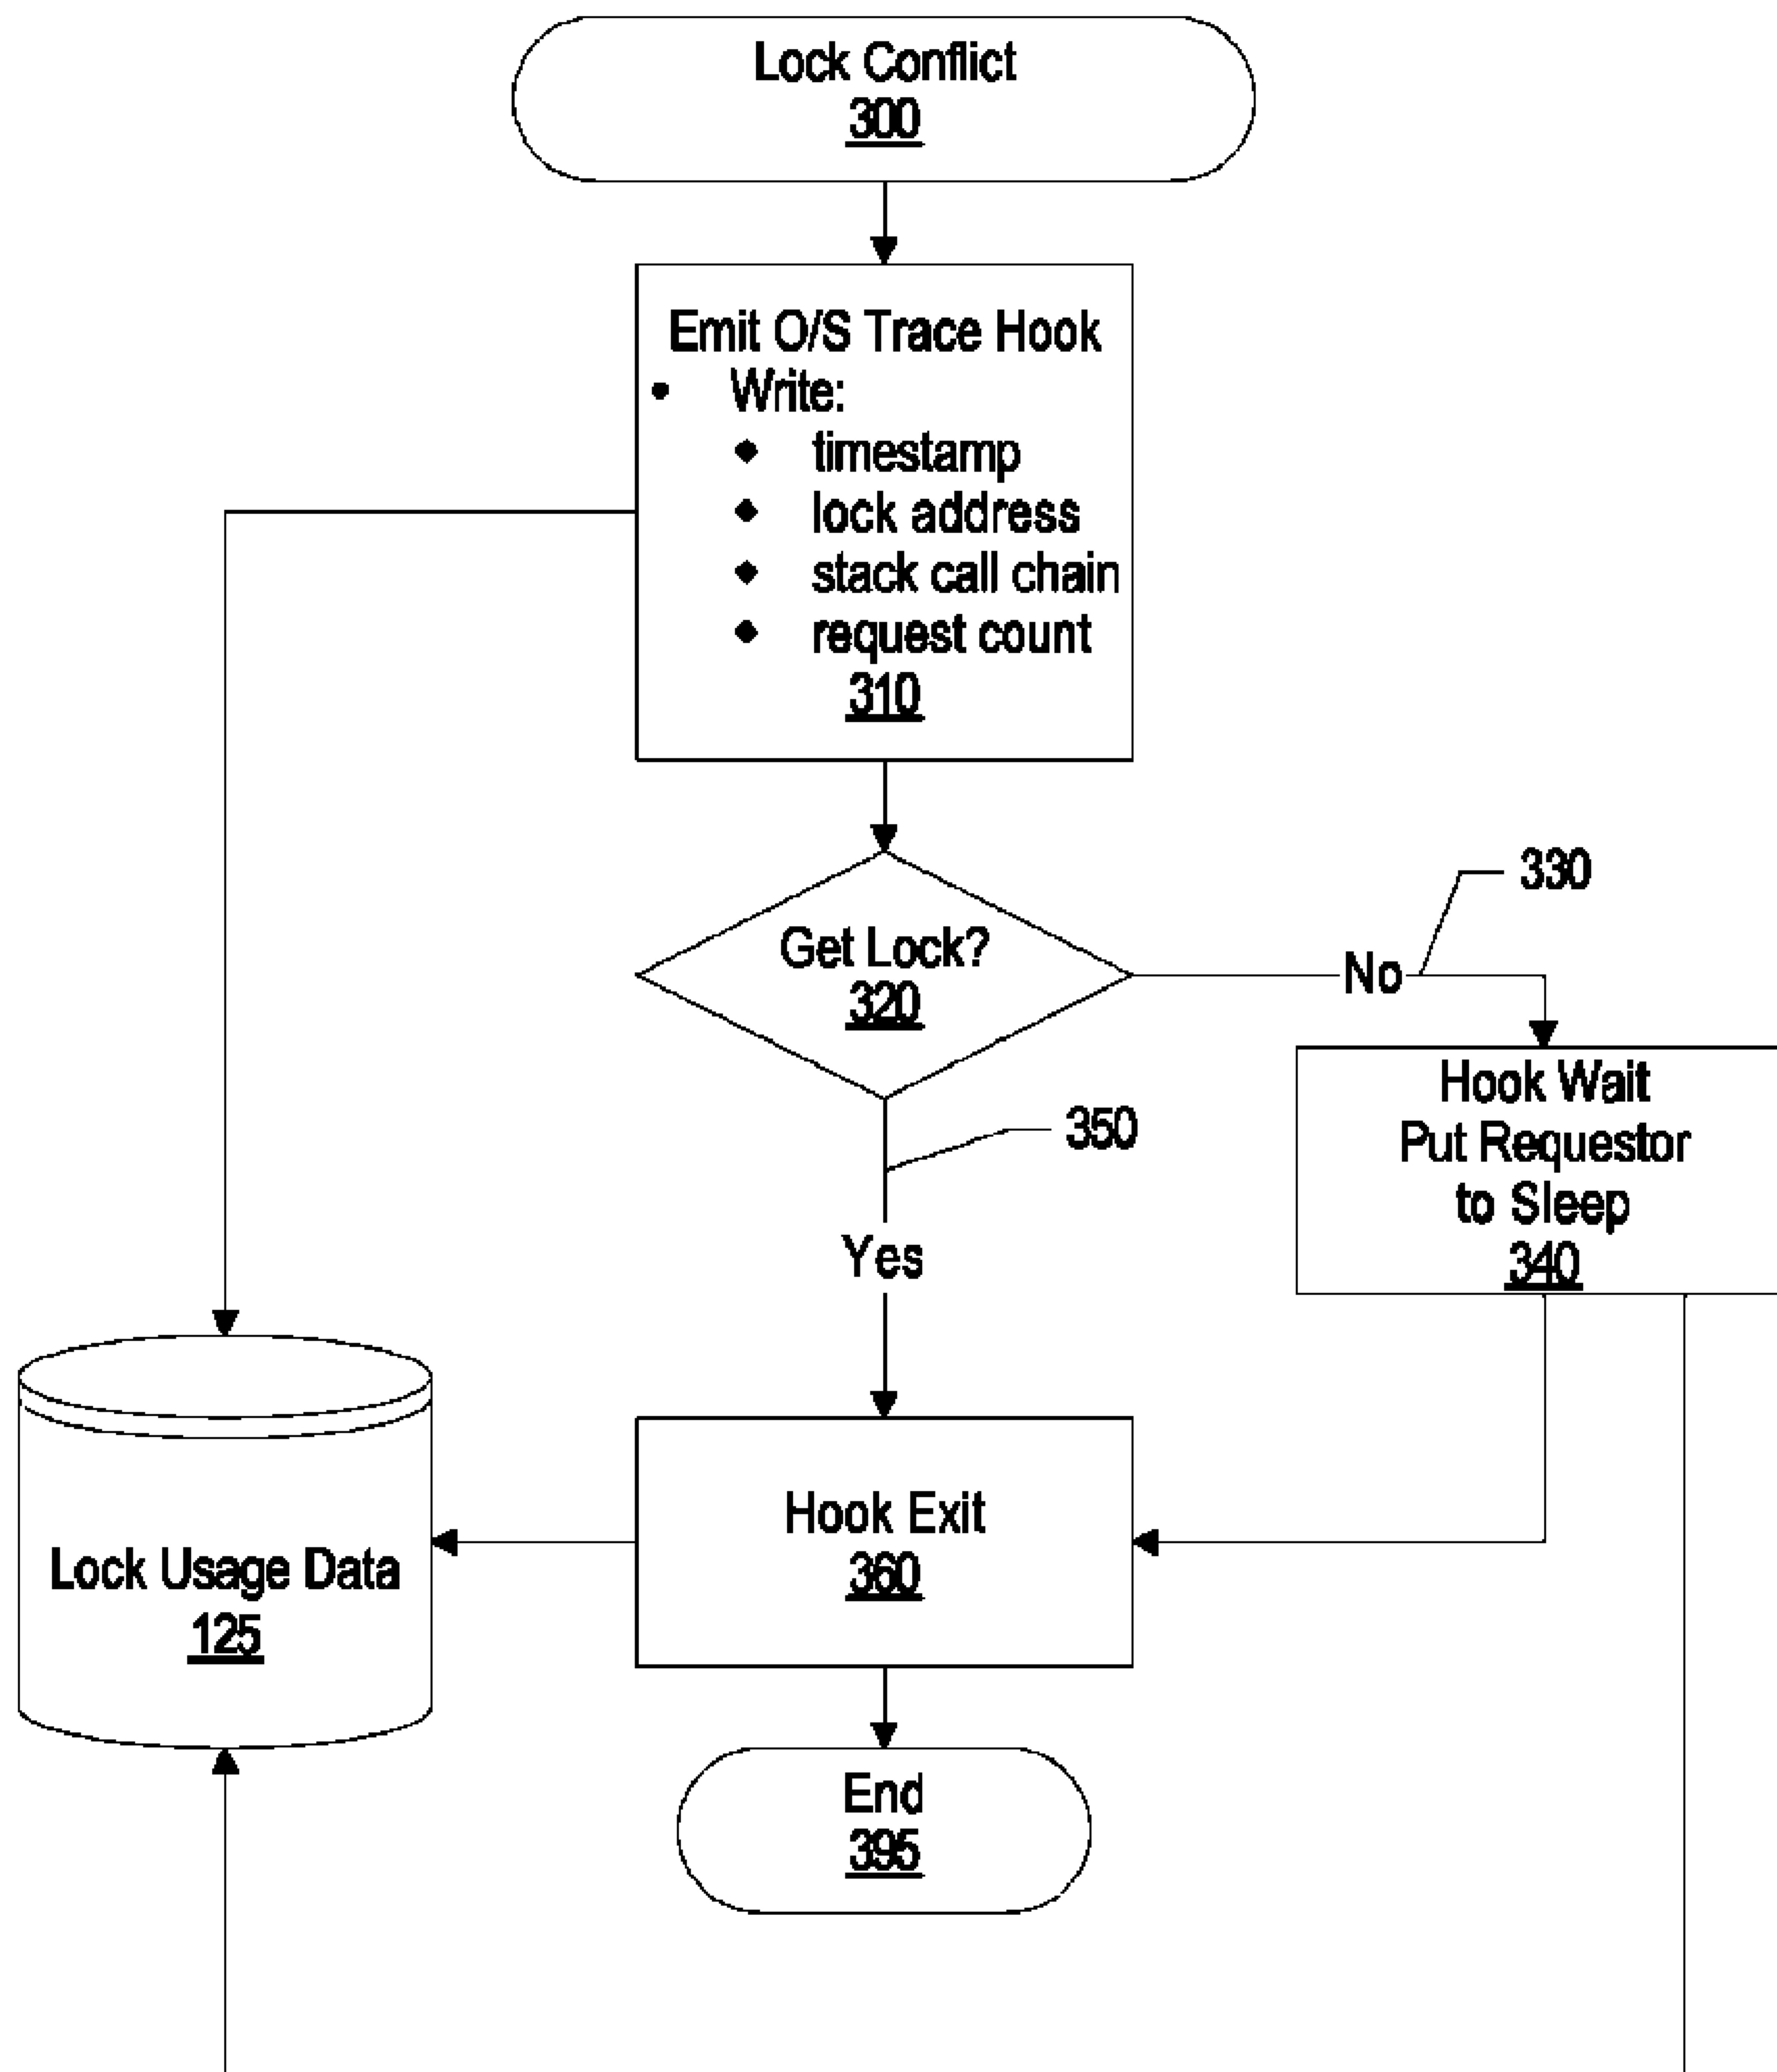 Lock Conflict
300
Emit O/S Trace Hook
• Write:
◆ timestamp
◆ lock address
◆ stack call chain
◆ request count
310
330
Get Lock?
320
No
Hook Wait
Put Requestor
to Sleep
340
350
Yes
Hook Exit
360
Lock Usage Data
125
End
395